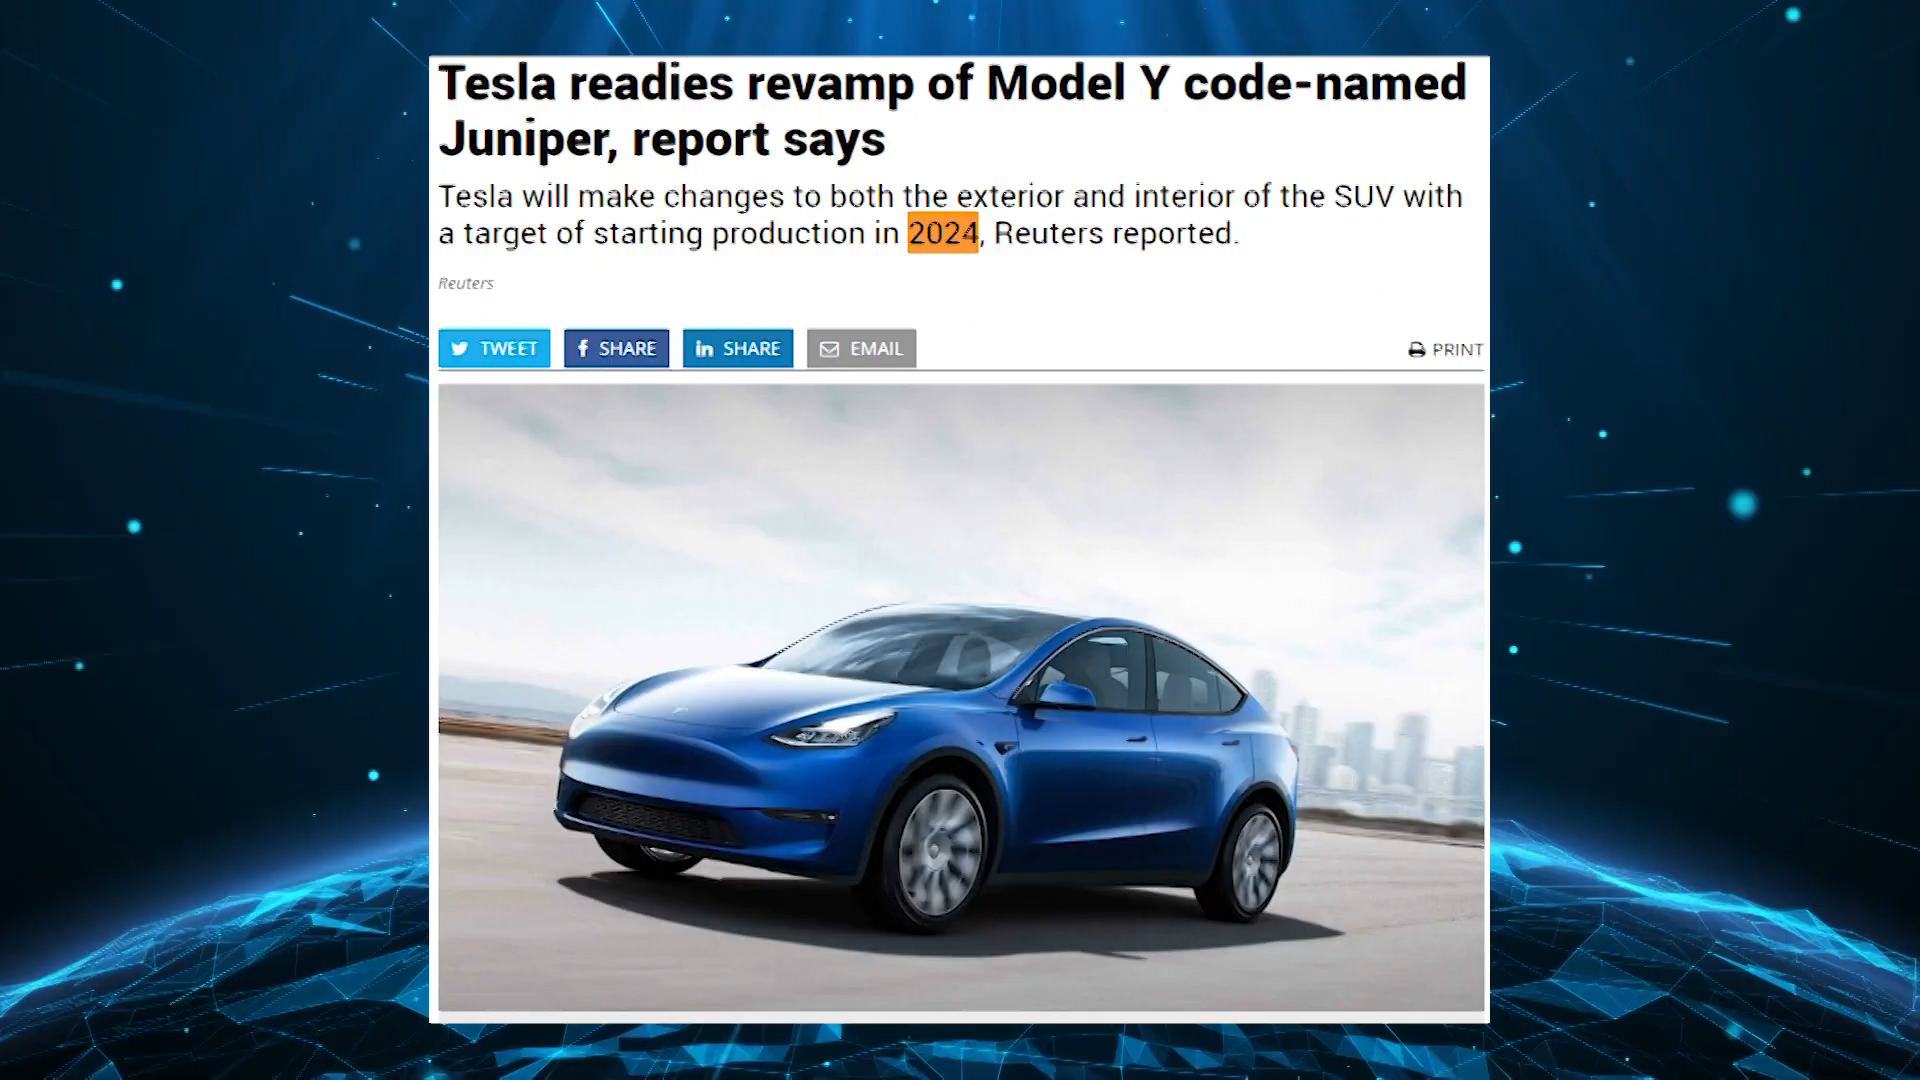 Tesla readies revamp of Model Y code-named
Juniper, report says
Tesla will make changes to both the exterior and interior of the SUV with
a target of starting production in 2024, Reuters reported.
Reuters
TWEET SHARE SHARE EMAIL PRINT